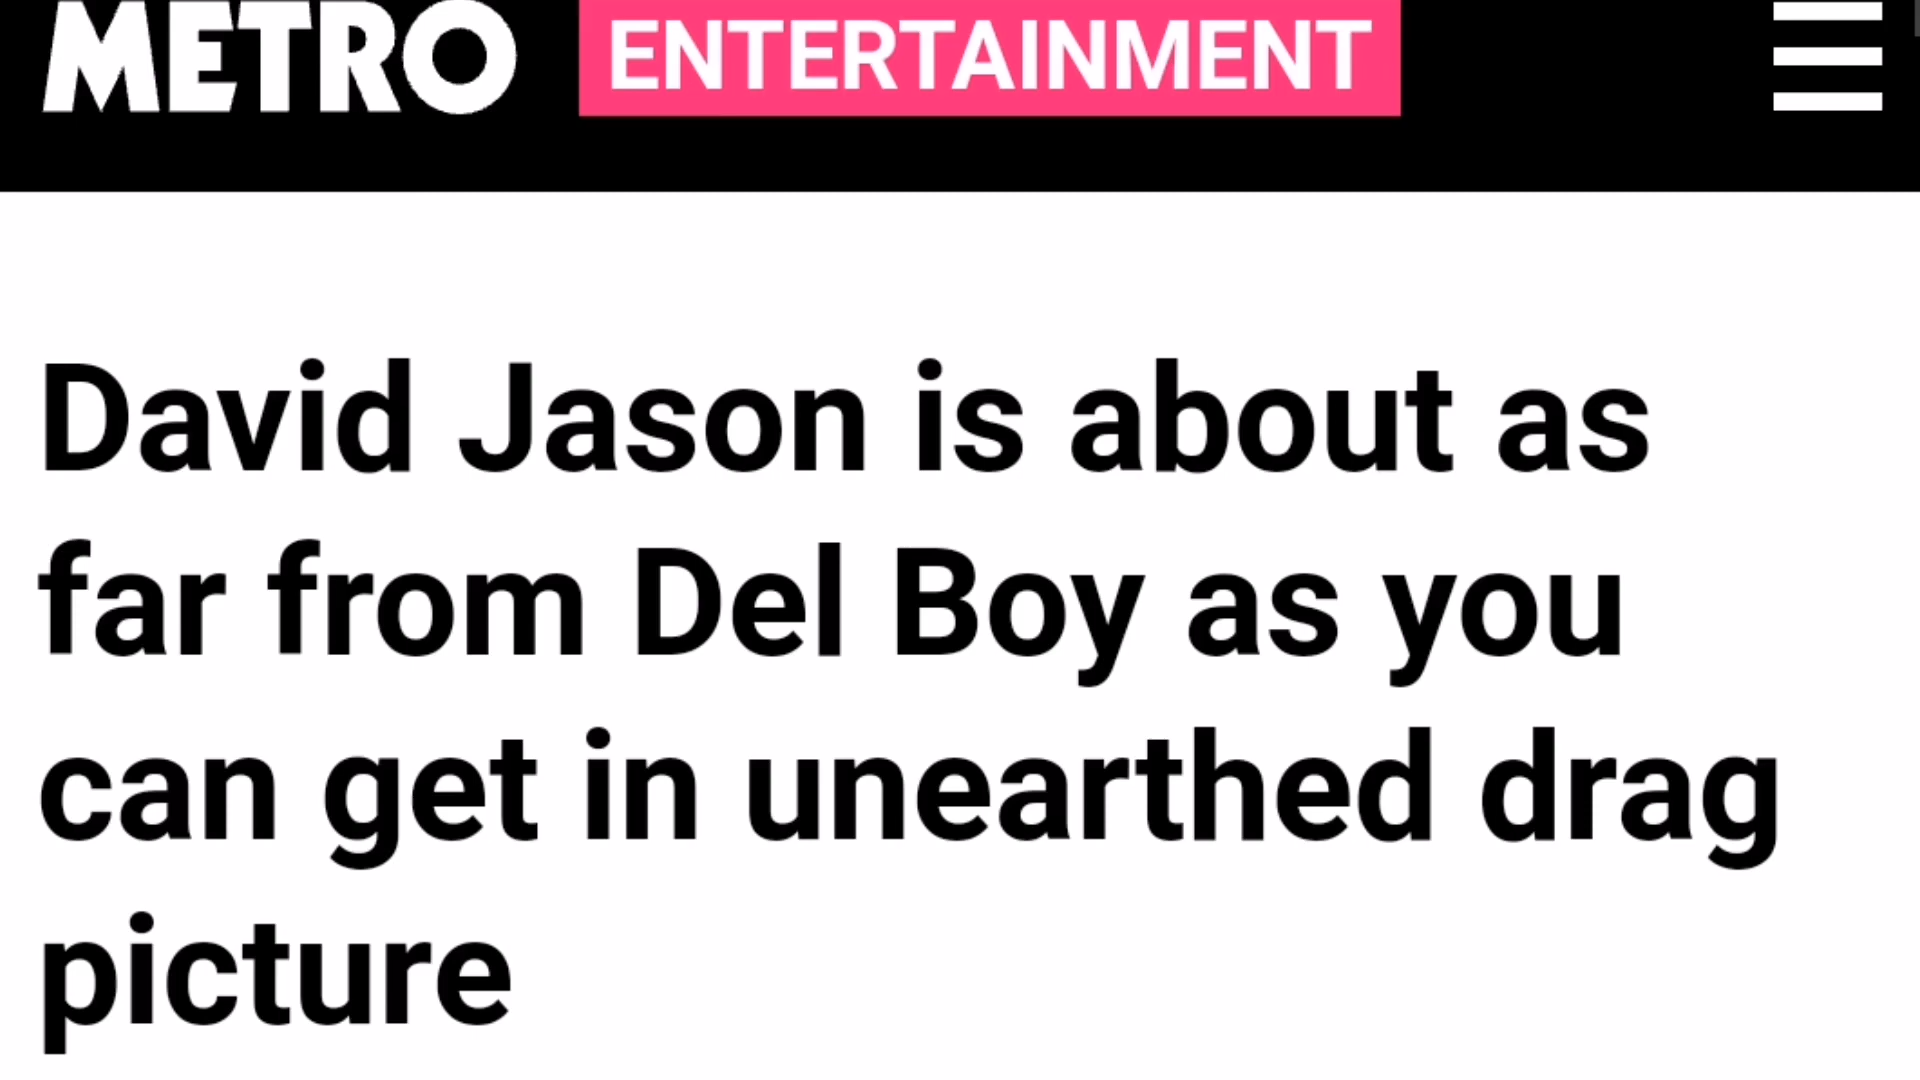 METRO ENTERTAINMENT
David Jason is about as
far from Del Boy as you
can get in unearthed drag
picture